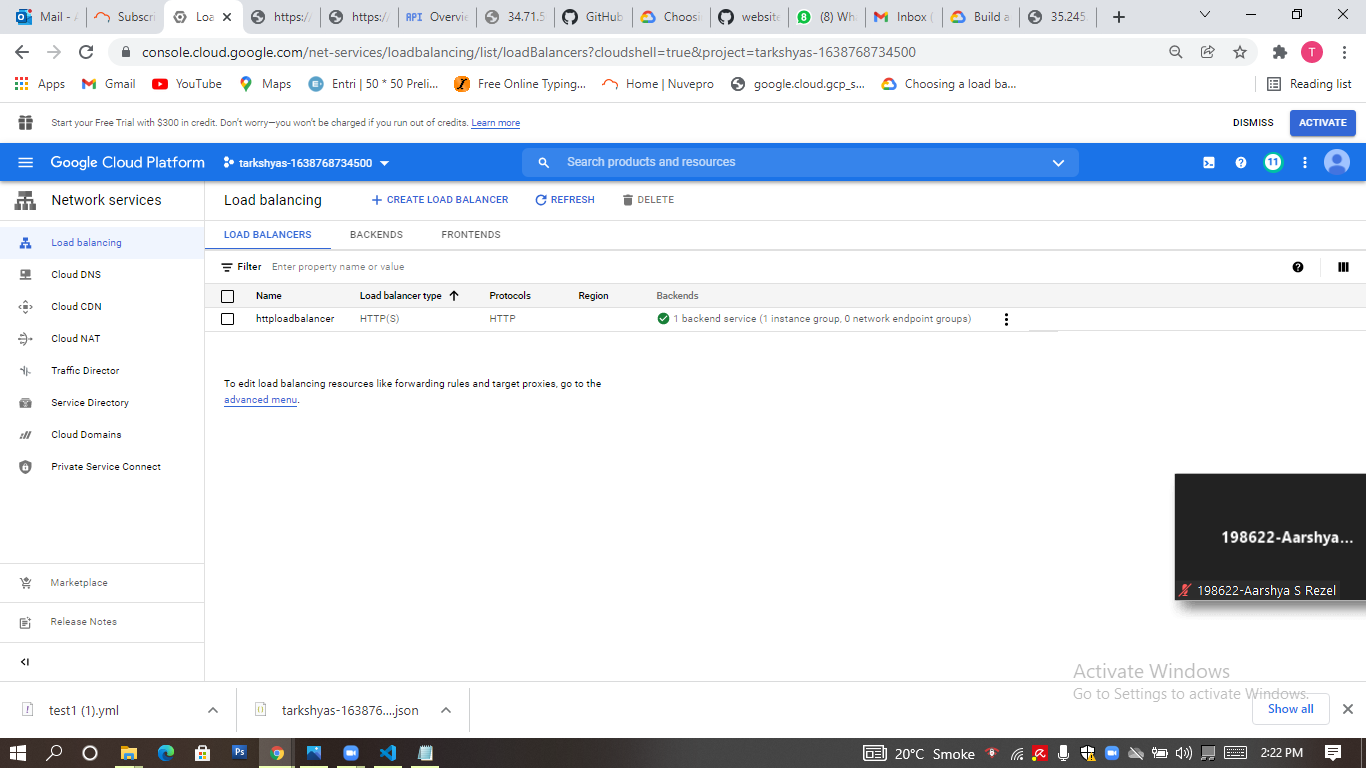 Mail - A
Subscri
Loa
https:/
https:/
API Overvie
34.71.5
GitHub
Choosi
website
(8) Wha
Inbox (
Build a
35.245
console.cloud.google.com/net-services/loadbalancing/list/loadBalancers?cloudshell=true&project=tarkshyas-1638768734500
T
Apps
Gmail
YouTube
Maps
Entri | 50 * 50 Preli...
Free Online Typing...
Home | Nuvepro
google.cloud.gcp_s...
Choosing a load ba...
Reading list
Start your Free Trial with $300 in credit. Don't worry—you won't be charged if you run out of credits. Learn more
DISMISS
ACTIVATE
Google Cloud Platform
tarkshyas-1638768734500
Search products and resources
11
Network services
Load balancing
CREATE LOAD BALANCER
REFRESH
DELETE
Load balancing
Cloud DNS
Cloud CDN
Cloud NAT
Traffic Director
Service Directory
Cloud Domains
Private Service Connect
Marketplace
Release Notes
LOAD BALANCERS
BACKENDS
FRONTENDS
Filter Enter property name or value
Name Load balancer type Protocols Region Backends
httploadbalancer HTTP(S) HTTP 1 backend service (1 instance group, 0 network endpoint groups)
To edit load balancing resources like forwarding rules and target proxies, go to the
advanced menu.
198622-Aarshya...
198622-Aarshya S Rezel
Activate Windows
Go to Settings to activate Windows.
test1 (1).yml
tarkshyas-163876....json
Show all
Ps
20°C Smoke
2:22 PM